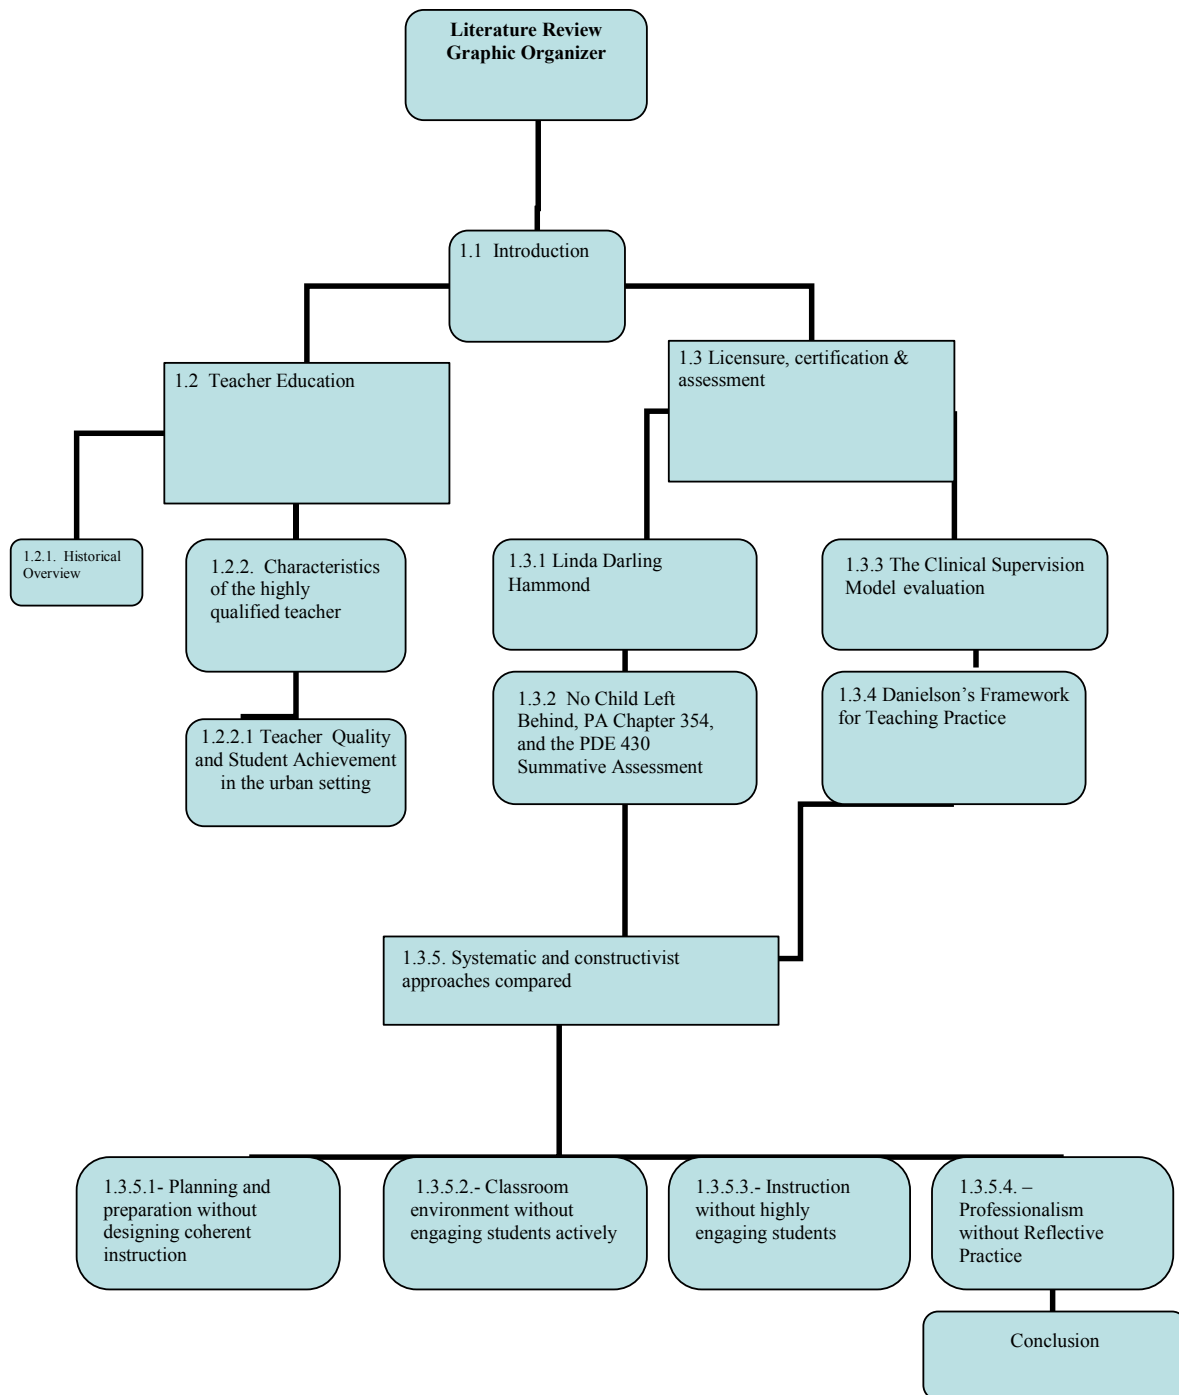 Literature Review
Graphic Organizer
1.1 Introduction
1.2 Teacher Education
1.3 Licensure, certification &
assessment
1.2.1. Historical
Overview
1.2.2. Characteristics
of the highly
qualified teacher
1.3.1 Linda Darling
Hammond
1.3.3 The Clinical Supervision
Model evaluation
1.2.2.1 Teacher Quality
and Student Achievement
in the urban setting
1.3.2 No Child Left
Behind, PA Chapter 354,
and the PDE 430
Summative Assessment
1.3.4 Danielson’s Framework
for Teaching Practice
1.3.5. Systematic and constructivist
approaches compared
1.3.5.1- Planning and
preparation without
designing coherent
instruction
1.3.5.2.- Classroom
environment without
engaging students actively
1.3.5.3.- Instruction
without highly
engaging students
1.3.5.4. –
Professionalism
without Reflective
Practice
Conclusion